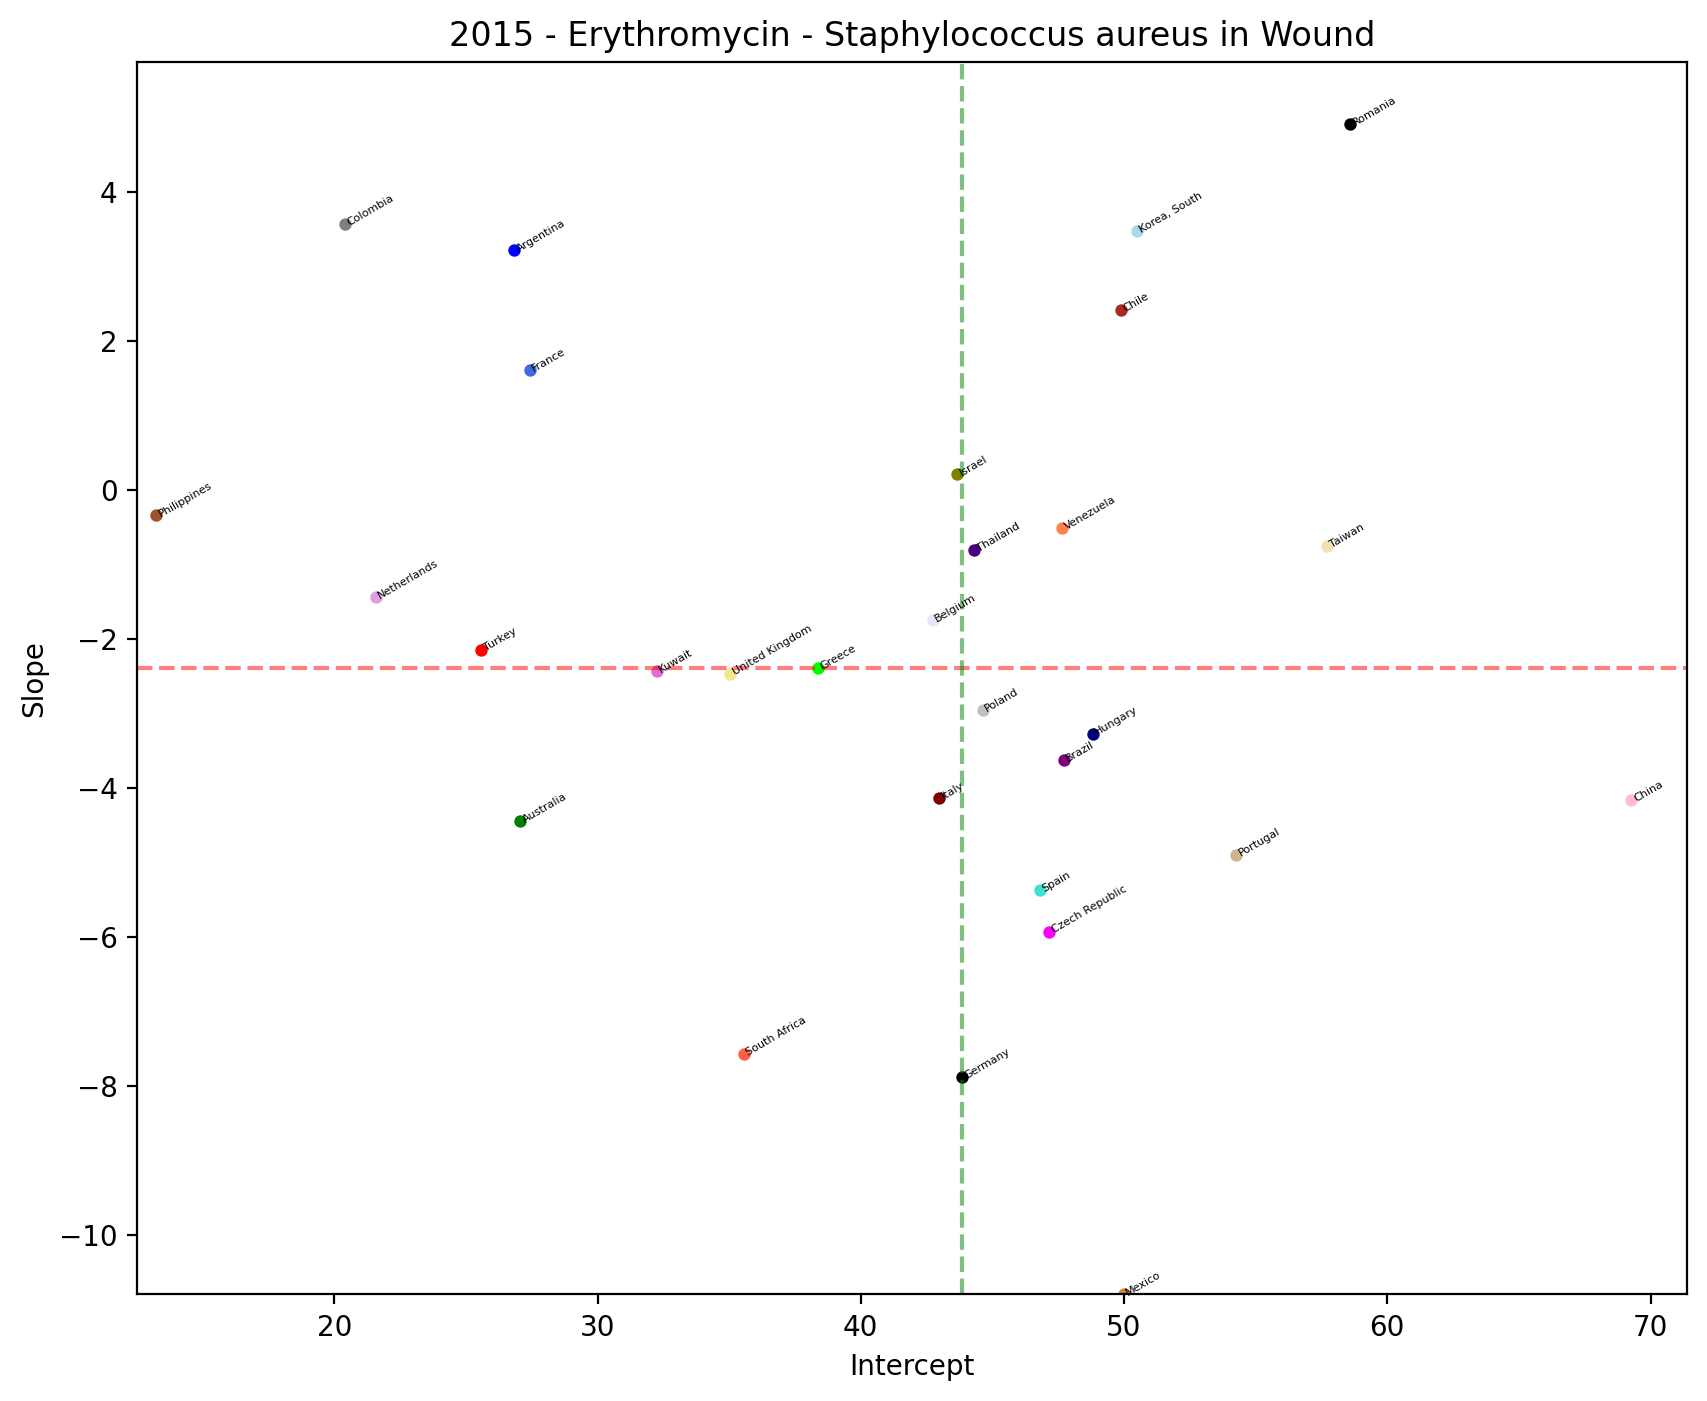 2015 - Erythromycin - Staphylococcus aureus in Wound
Romania
Colombia
Korea, South
Argentina
Chile
France
Israel
Philippines
Venezuela
Thailand
Taiwan
Netherlands
Belgium
Turkey
Kuwait
United Kingdom
Greece
Poland
Hungary
Brazil
Italy
China
Australia
Portugal
Spain
Czech Republic
South Africa
Germany
Mexico
4
2
0
−2
−4
−6
−8
−10
Slope
20 30 40 50 60 70
Intercept